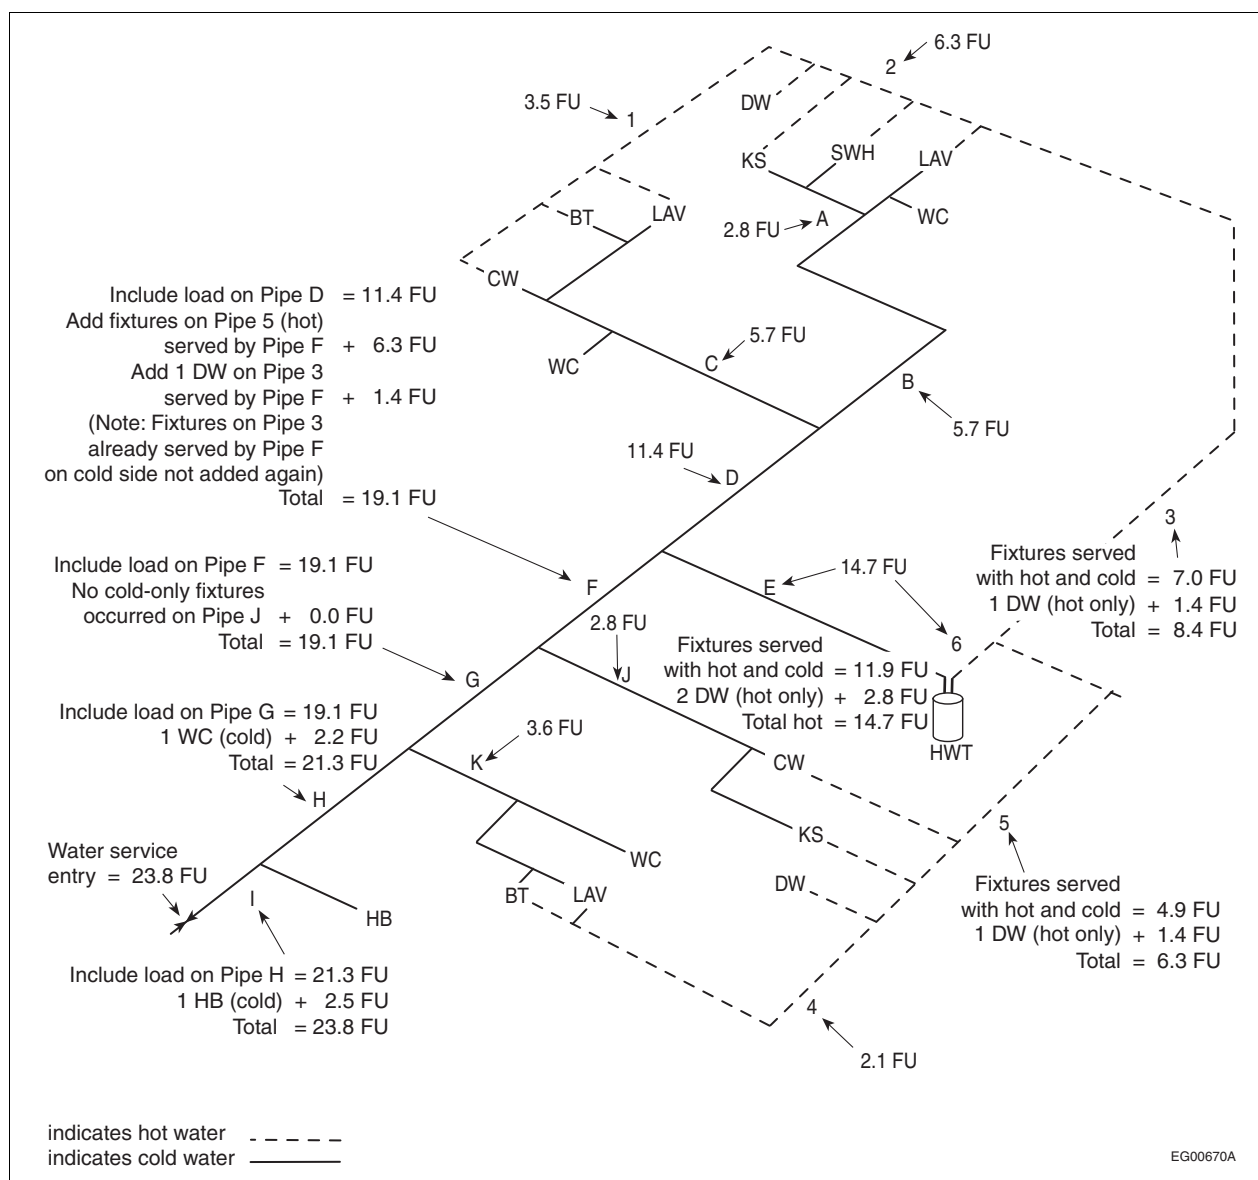 6.3 FU
2
3.5 FU
1
DW
KS
SWH
LAV
WC
2.8 FU
A
BT
LAV
CW
WC
C
5.7 FU
B
5.7 FU
Include load on Pipe D = 11.4 FU
Add fixtures on Pipe 5 (hot)
served by Pipe F + 6.3 FU
Add 1 DW on Pipe 3
served by Pipe F + 1.4 FU
(Note: Fixtures on Pipe 3
already served by Pipe F
on cold side not added again)
Total = 19.1 FU
11.4 FU
D
3
Fixtures served
with hot and cold = 7.0 FU
1 DW (hot only) + 1.4 FU
Total = 8.4 FU
Include load on Pipe F = 19.1 FU
No cold-only fixtures
occurred on Pipe J + 0.0 FU
Total = 19.1 FU
F
14.7 FU
E
6
2.8 FU
J
Fixtures served
with hot and cold = 11.9 FU
2 DW (hot only) + 2.8 FU
Total hot = 14.7 FU
HWT
G
Include load on Pipe G = 19.1 FU
1 WC (cold) + 2.2 FU
Total = 21.3 FU
H
3.6 FU
K
CW
KS
DW
WC
BT
LAV
5
Fixtures served
with hot and cold = 4.9 FU
1 DW (hot only) + 1.4 FU
Total = 6.3 FU
Water service
entry = 23.8 FU
I
HB
Include load on Pipe H = 21.3 FU
1 HB (cold) + 2.5 FU
Total = 23.8 FU
4
2.1 FU
indicates hot water
indicates cold water
EG00670A